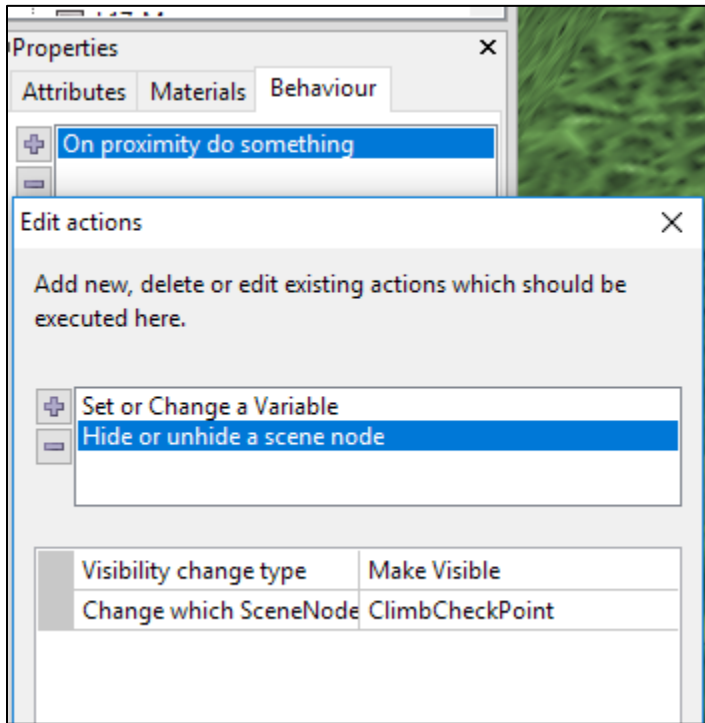 Properties
Attributes Materials Behaviour
On proximity do something
Edit actions
Add new, delete or edit existing actions which should be
executed here.
Set or Change a Variable
Hide or unhide a scene node
Visibility change type Make Visible
Change which SceneNode ClimbCheckPoint